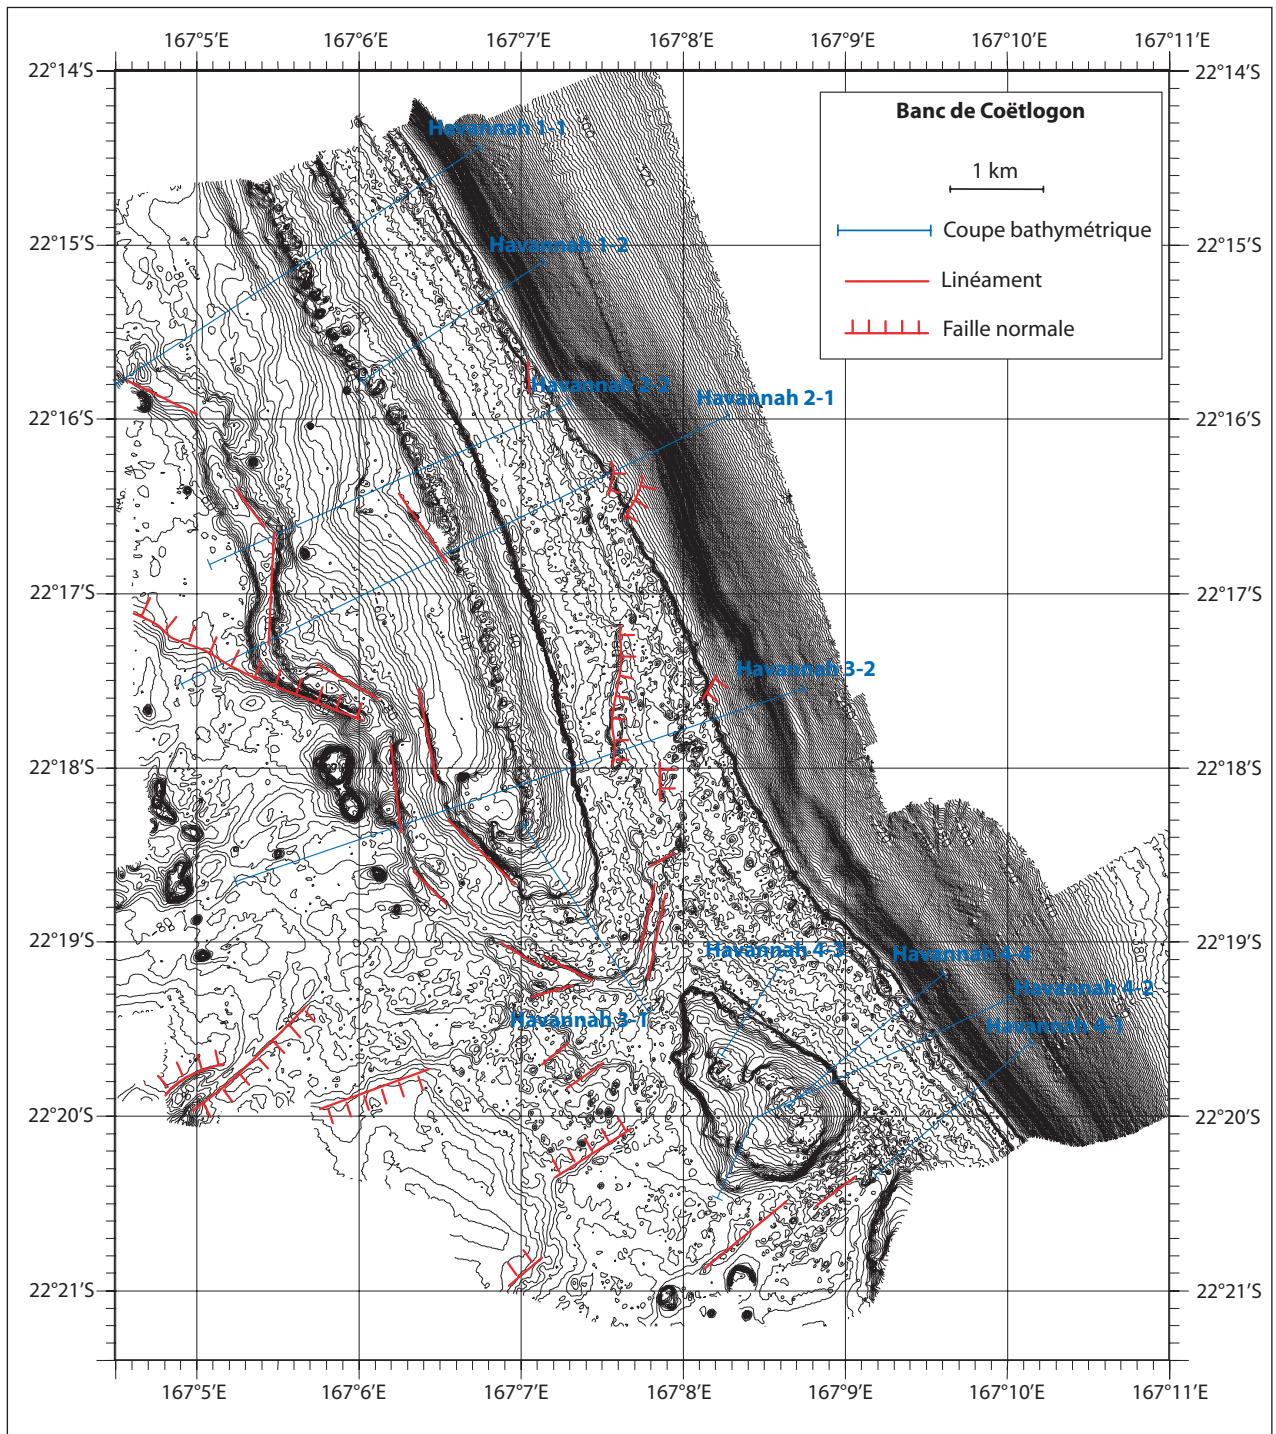 167°5′E 167°6′E 167°7′E 167°8′E 167°9′E 167°10′E 167°11′E
22°14′S 22°14′S
Banc de Coëtlogon
1 km
Coupe bathymétrique
Linéament
Faille normale
Havannah 1-1
22°15′S Havannah 1-2 22°15′S
Havannah 2-2
Havannah 2-1
22°16′S 22°16′S
22°17′S 22°17′S
Havannah 3-2
22°18′S 22°18′S
22°19′S 22°19′S
Havannah 4-3
Havannah 4-4
Havannah 4-2
Havannah 3-1
Havannah 4-1
22°20′S 22°20′S
22°21′S 22°21′S
167°5′E 167°6′E 167°7′E 167°8′E 167°9′E 167°10′E 167°11′E